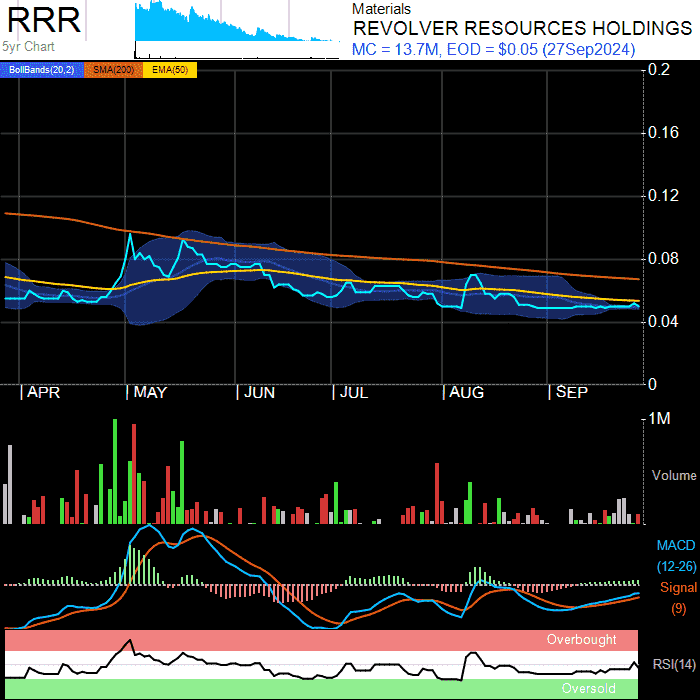 RRR
5yr Chart
Materials
REVOLVER RESOURCES HOLDINGS
MC = 13.7M, EOD = $0.05 (27Sep2024)
BollBands(20,2) SMA(200) EMA(50)
0.2
0.16
0.12
0.08
0.04
0
APR MAY JUN JUL AUG SEP
1M
Volume
MACD
(12-26)
Signal
(9)
Overbought
RSI(14)
Oversold